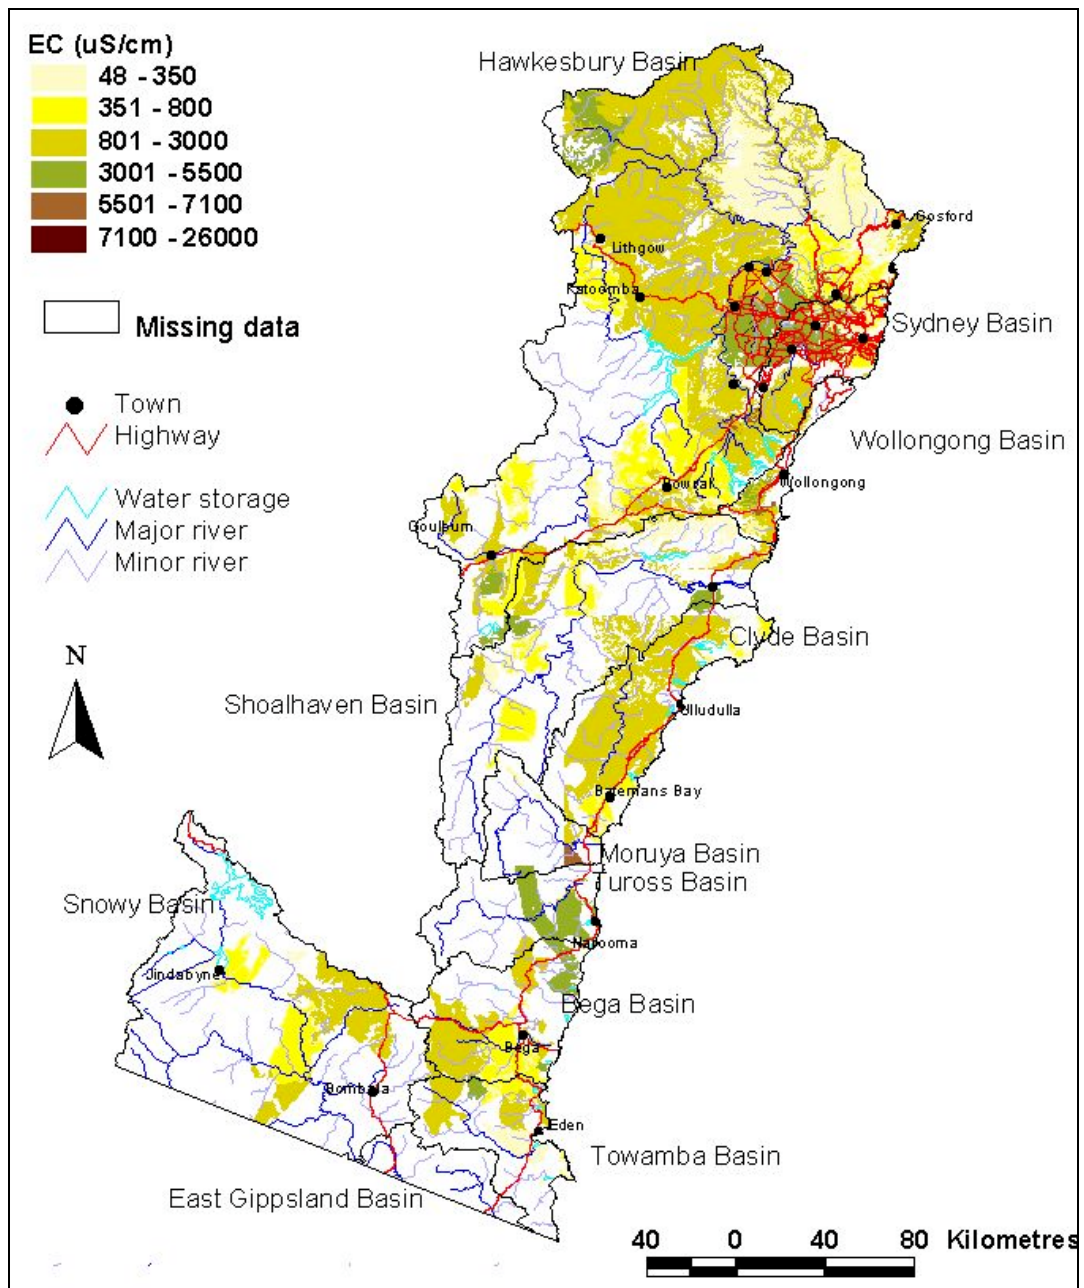 EC (uS/cm)
48 - 350
351 - 800
801 - 3000
3001 - 5500
5501 - 7100
7100 - 26000
Missing data
Town
Highway
Water storage
Major river
Minor river
N
Hawkesbury Basin
Gosford
Lithgow
Katoomba
Sydney Basin
Wollongong Basin
Bowral
Wollongong
Goulburn
Clyde Basin
Shoalhaven Basin
Ulludulla
Batemans Bay
Moruya Basin
Tuross Basin
Snowy Basin
Narooma
Jindabyne
Bega Basin
Bega
Bombala
Eden
Towamba Basin
East Gippsland Basin
40 0 40 80 Kilometres